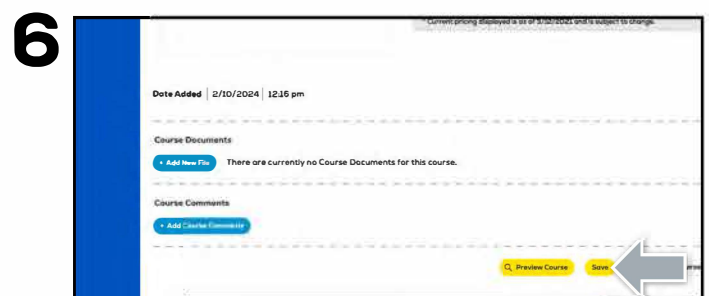 6
* Current pricing displayed is as of 5/12/2021 and is subject to change.
Date Added | 2/10/2024 | 12:16 pm
Course Documents
+ Add New File There are currently no Course Documents for this course.
Course Comments
+ Add Course Comments
Preview Course Save